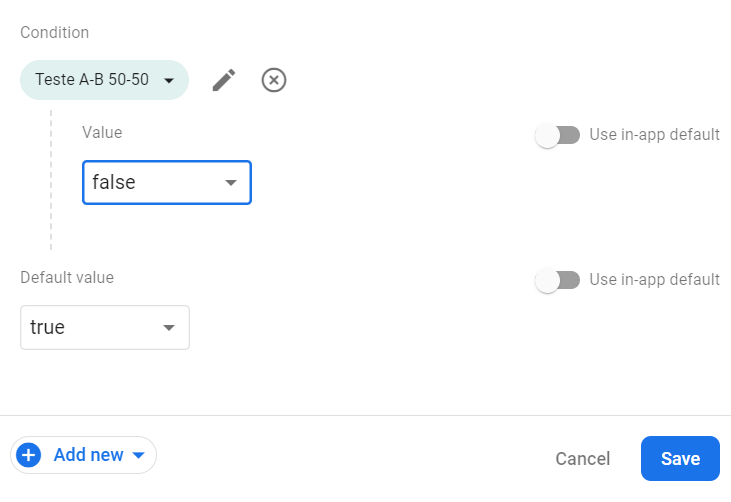 Condition
Teste A-B 50-50
Value
Use in-app default
false
Default value
Use in-app default
true
Add new
Cancel
Save